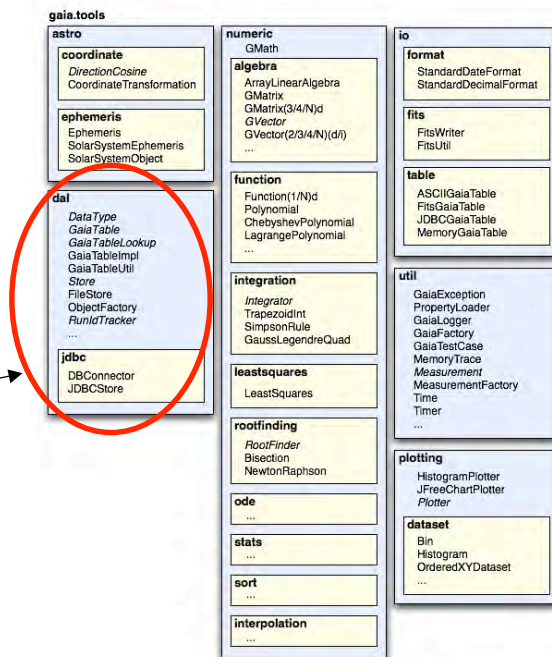 gaia.tools
astro
coordinate
DirectionCosine
CoordinateTransformation
ephemeris
Ephemeris
SolarSystemEphemeris
SolarSystemObject
dal
DataType
GaiaTable
GaiaTableLookup
GaiaTableImpl
GaiaTableUtil
Store
FileStore
ObjectFactory
RunIdTracker
...
jdbc
DBConnector
JDBCStore
numeric
GMath
algebra
ArrayLinearAlgebra
GMatrix
GMatrix(3/4/N)d
GVector
GVector(2/3/4/N)(d/i)
...
function
Function(1/N)d
Polynomial
ChebyshevPolynomial
LagrangePolynomial
...
integration
Integrator
TrapezoidInt
SimpsonRule
GaussLegendreQuad
leastsquares
LeastSquares
rootfinding
RootFinder
Bisection
NewtonRaphson
ode
...
stats
...
sort
...
interpolation
...
io
format
StandardDateFormat
StandardDecimalFormat
fits
FitsWriter
FitsUtil
table
ASCIIGaiaTable
FitsGaiaTable
JDBCGaiaTable
MemoryGaiaTable
util
GaiaException
PropertyLoader
GaiaLogger
GaiaFactory
GaiaTestCase
MemoryTrace
Measurement
MeasurementFactory
Time
Timer
...
plotting
HistogramPlotter
JFreeChartPlotter
Plotter
dataset
Bin
Histogram
OrderedXYDataset
...